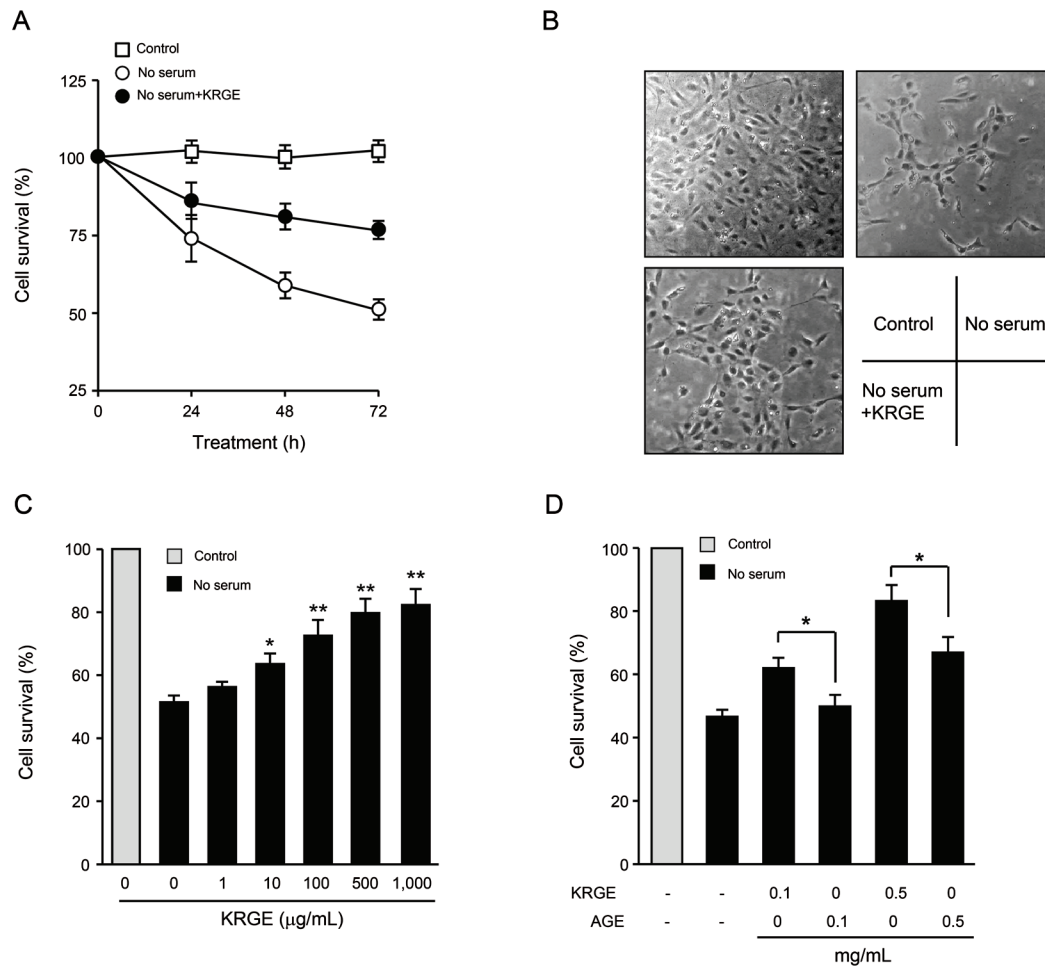 A
Control
No serum
No serum+KRGE
125
100
75
50
25
0
24
48
72
Cell survival (%)
Treatment (h)
B
Control
No serum
No serum
+KRGE
C
Control
No serum
100
80
60
40
20
0
Cell survival (%)
*
**
**
**
0 0 1 10 100 500 1,000
KRGE (μg/mL)
D
Control
No serum
100
80
60
40
20
0
Cell survival (%)
*
*
KRGE - - 0.1 0 0.5 0
AGE - - 0 0.1 0 0.5
mg/mL